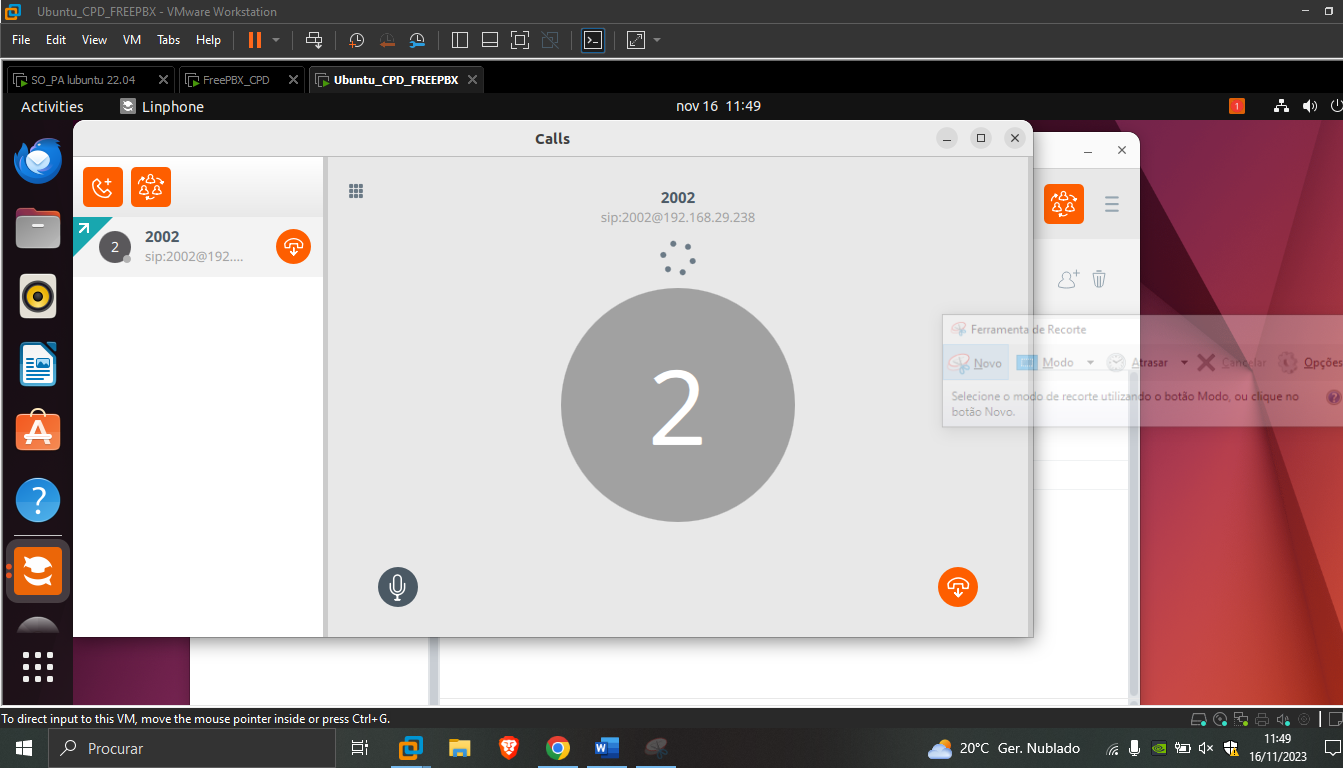 Ubuntu_CPD_FREEPBX - VMware Workstation
File Edit View VM Tabs Help
SO_PA lubuntu 22.04
FreePBX_CPD
Ubuntu_CPD_FREEPBX
Activities
Linphone
nov 16 11:49
1
Calls
2
2002
sip:2002@192....
2002
sip:2002@192.168.29.238
2
Ferramenta de Recorte
Novo Modo Atrasar Cancelar Opções
Selecione o modo de recorte utilizando o botão Modo, ou clique no
botão Novo.
?
?
To direct input to this VM, move the mouse pointer inside or press Ctrl+G.
Procurar
W
20°C Ger. Nublado
11:49
16/11/2023